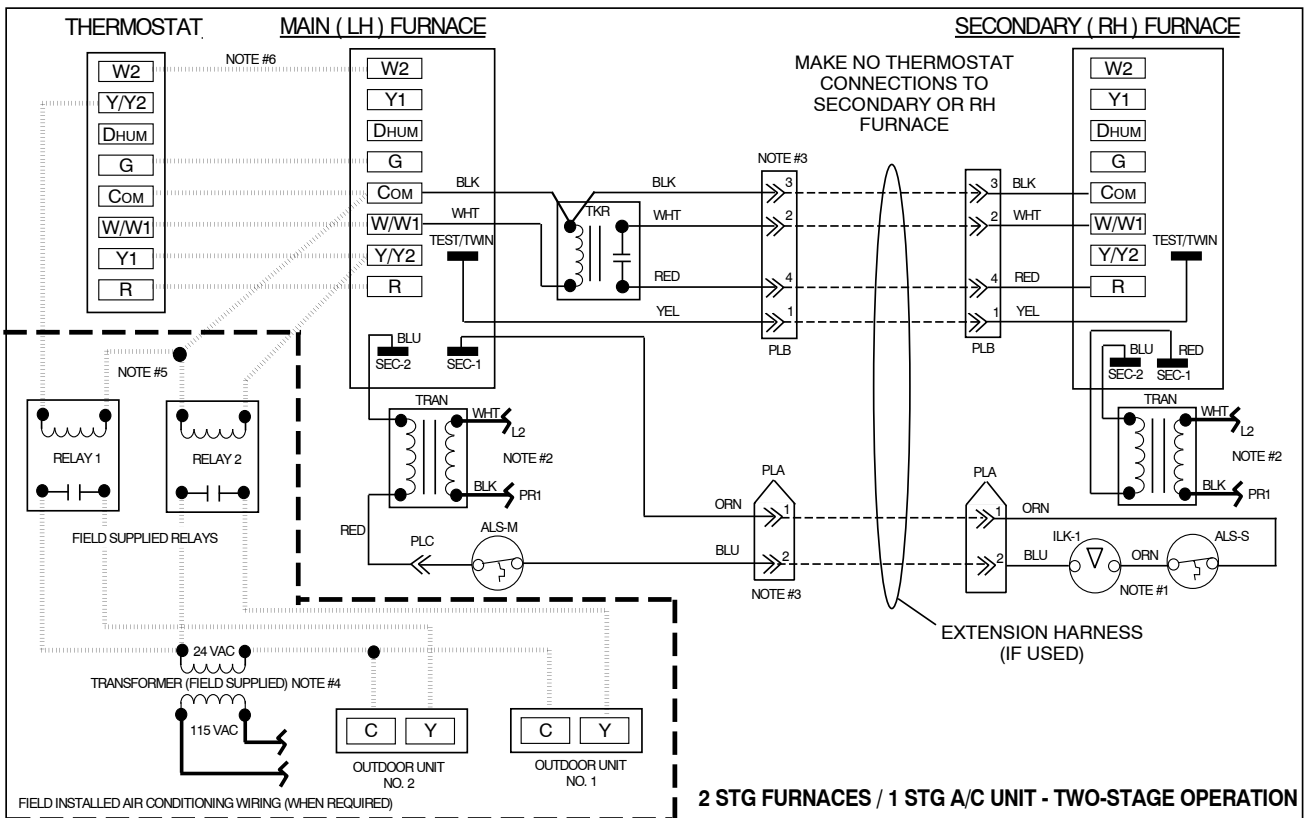 THERMOSTAT
MAIN ( LH ) FURNACE
SECONDARY ( RH ) FURNACE
W2
Y/Y2
DHUM
G
COM
W/W1
Y1
R
NOTE #6
W2
Y1
DHUM
G
COM
W/W1
Y/Y2
R
BLK
WHT
TEST/TWIN
BLU
SEC-2
SEC-1
TKR
BLK
WHT
RED
YEL
MAKE NO THERMOSTAT
CONNECTIONS TO
SECONDARY OR RH
FURNACE
NOTE #3
3
2
4
1
PLB
3
2
4
1
PLB
BLK
WHT
RED
YEL
W2
Y1
DHUM
G
COM
W/W1
Y/Y2
R
TEST/TWIN
BLU
RED
SEC-2
SEC-1
NOTE #5
RELAY 1
RELAY 2
FIELD SUPPLIED RELAYS
TRAN
WHT
L2
NOTE #2
BLK
PR1
RED
PLC
ALS-M
ORN
BLU
PLA
1
2
NOTE #3
PLA
1
2
ORN
BLU
ILK-1
ORN
ALS-S
NOTE #1
TRAN
WHT
L2
NOTE #2
BLK
PR1
EXTENSION HARNESS
(IF USED)
24 VAC
TRANSFORMER (FIELD SUPPLIED) NOTE #4
115 VAC
C
Y
OUTDOOR UNIT
NO. 2
C
Y
OUTDOOR UNIT
NO. 1
FIELD INSTALLED AIR CONDITIONING WIRING (WHEN REQUIRED)
2 STG FURNACES / 1 STG A/C UNIT - TWO-STAGE OPERATION